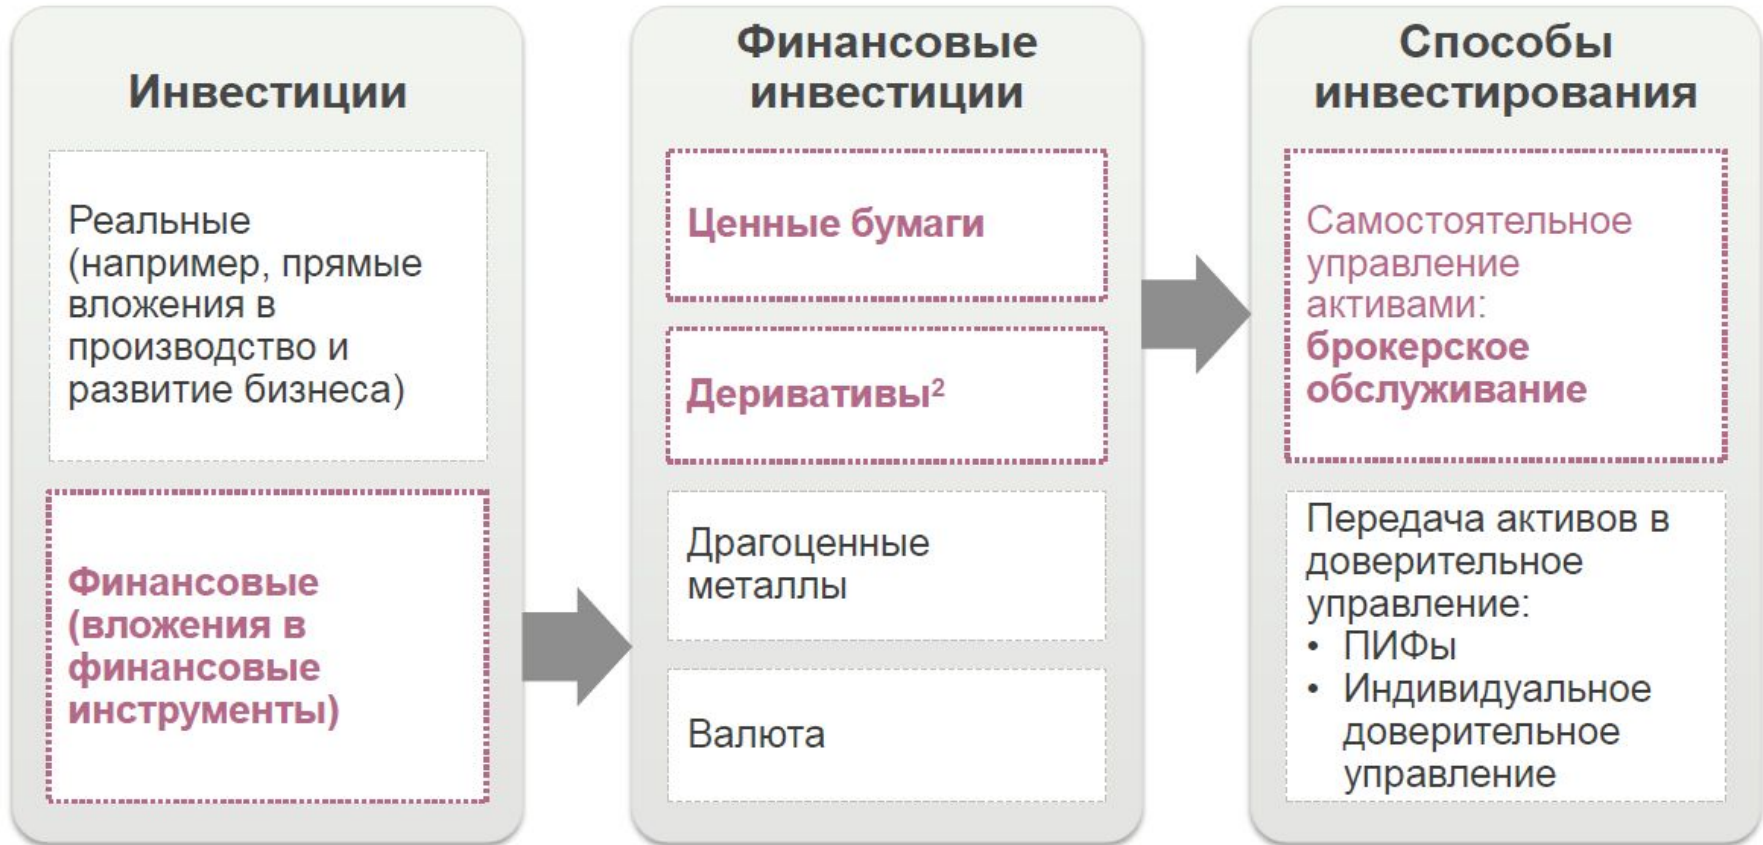 Инвестиции
Реальные
(например, прямые
вложения в
производство и
развитие бизнеса)
Финансовые
(вложения в
финансовые
инструменты)
Финансовые
инвестиции
Ценные бумаги
Деривативы²
Драгоценные
металлы
Валюта
Способы
инвестирования
Самостоятельное
управление
активами:
брокерское
обслуживание
Передача активов в
доверительное
управление:
• ПИФы
• Индивидуальное
доверительное
управление